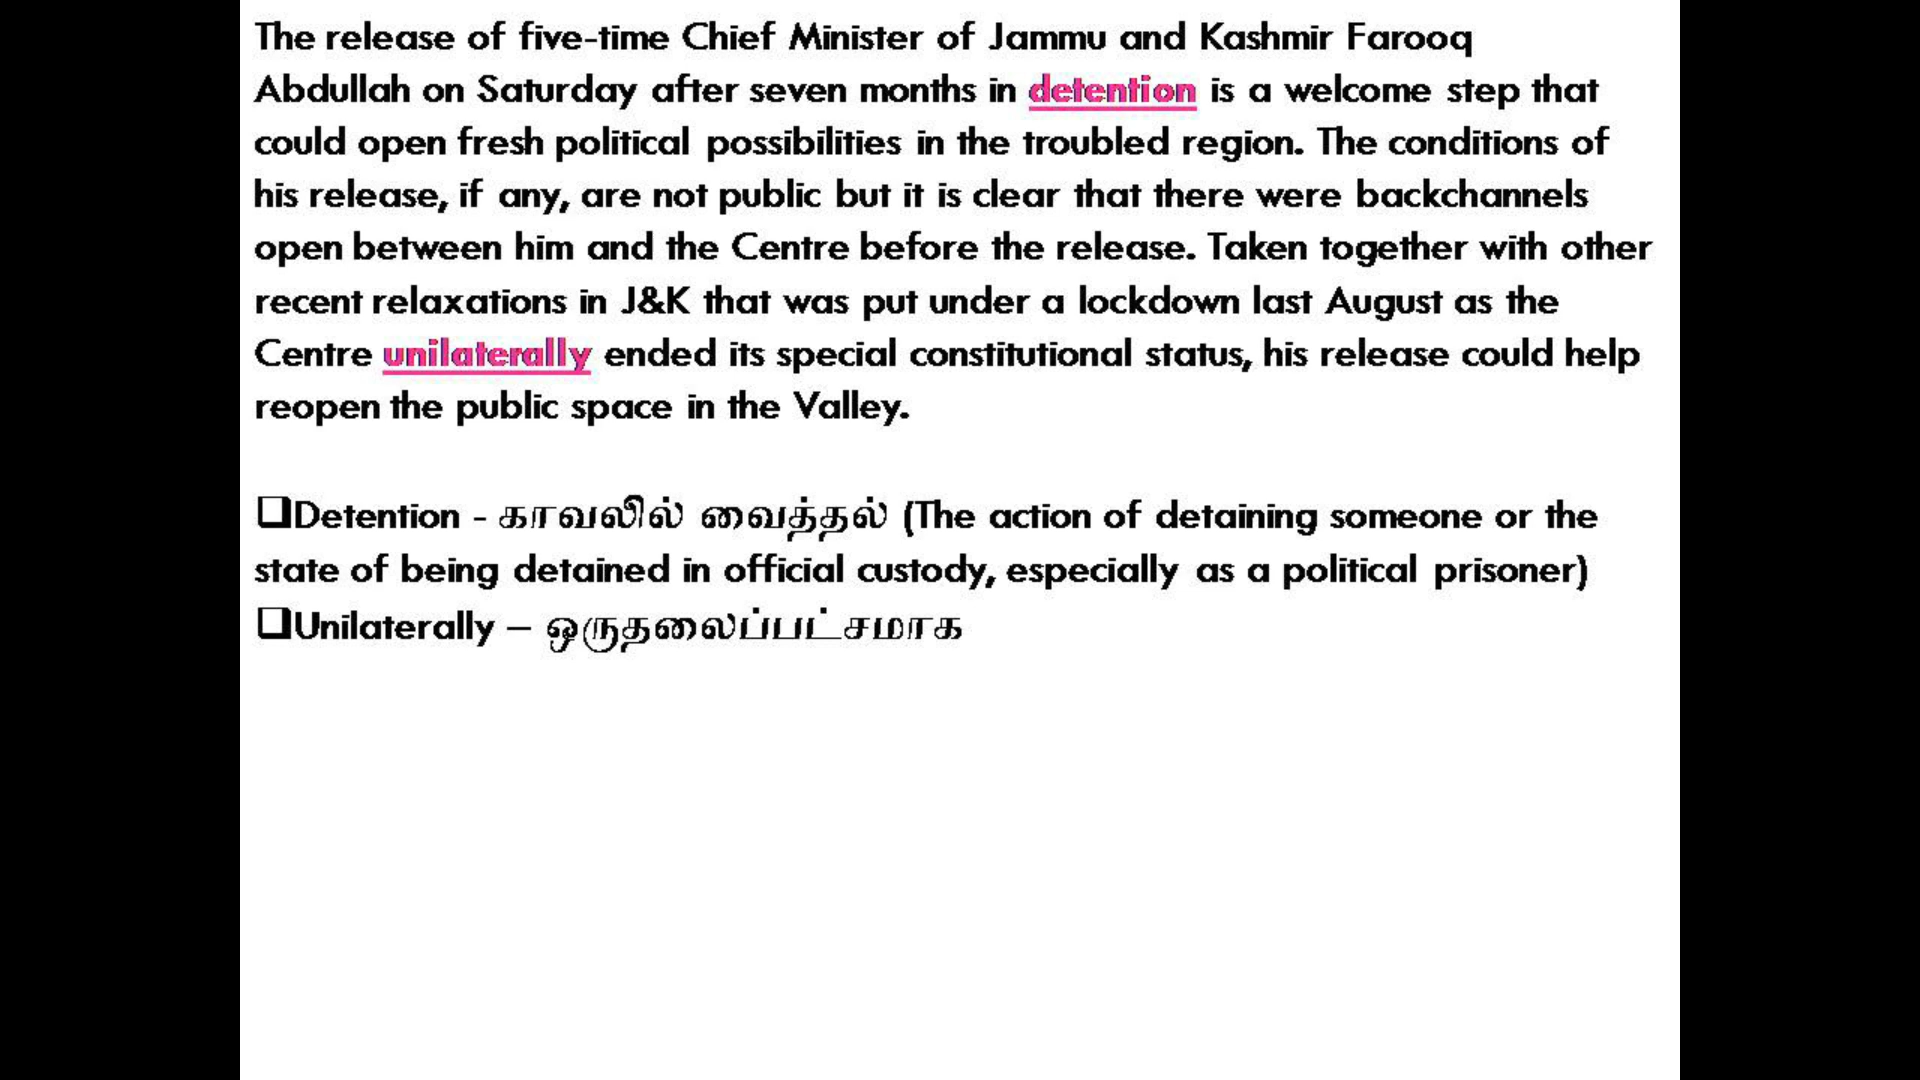 The release of five-time Chief Minister of Jammu and Kashmir Farooq
Abdullah on Saturday after seven months in detention is a welcome step that
could open fresh political possibilities in the troubled region. The conditions of
his release, if any, are not public but it is clear that there were backchannels
open between him and the Centre before the release. Taken together with other
recent relaxations in J&K that was put under a lockdown last August as the
Centre unilaterally ended its special constitutional status, his release could help
reopen the public space in the Valley.
❑Detention - காவலில் வைத்தல் (The action of detaining someone or the
state of being detained in official custody, especially as a political prisoner)
❑Unilaterally – ஒருதலைப்பட்சமாக